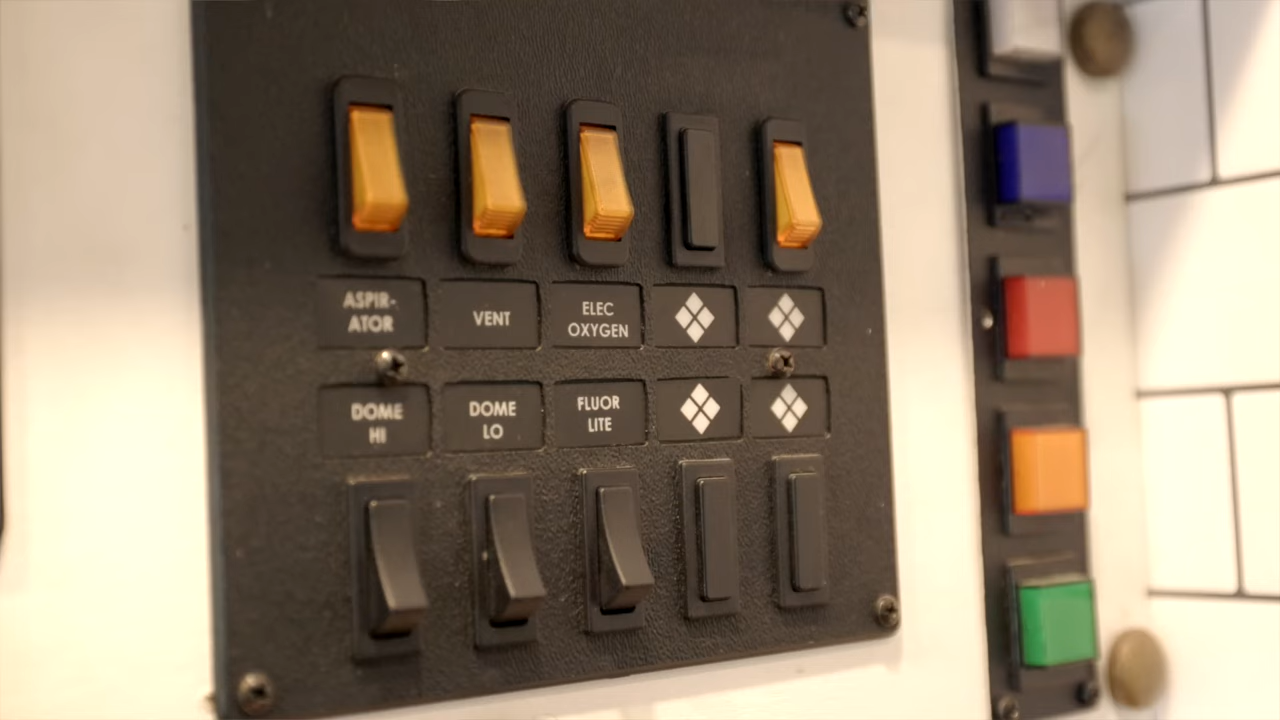 ASPIR-
ATOR
VENT
ELEC
OXYGEN
DOME
HI
DOME
LO
FLUOR
LITE